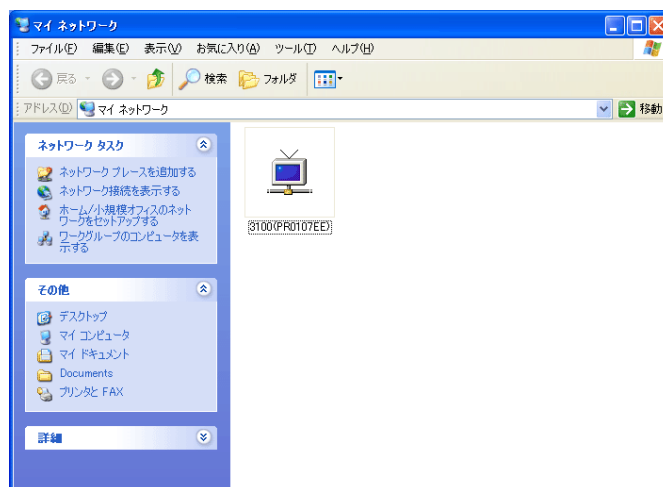 マイ ネットワーク
ファイル(F) 編集(E) 表示(V) お気に入り(A) ツール(T) ヘルプ(H)
戻る 検索 フォルダ
アドレス(D) マイ ネットワーク 移動
ネットワーク タスク
ネットワーク プレースを追加する
ネットワーク接続を表示する
ホーム/小規模オフィスのネット
ワークをセットアップする
ワークグループのコンピュータを表
示する
その他
デスクトップ
マイ コンピュータ
マイ ドキュメント
Documents
プリンタと FAX
詳細
3100(PR0107EE)